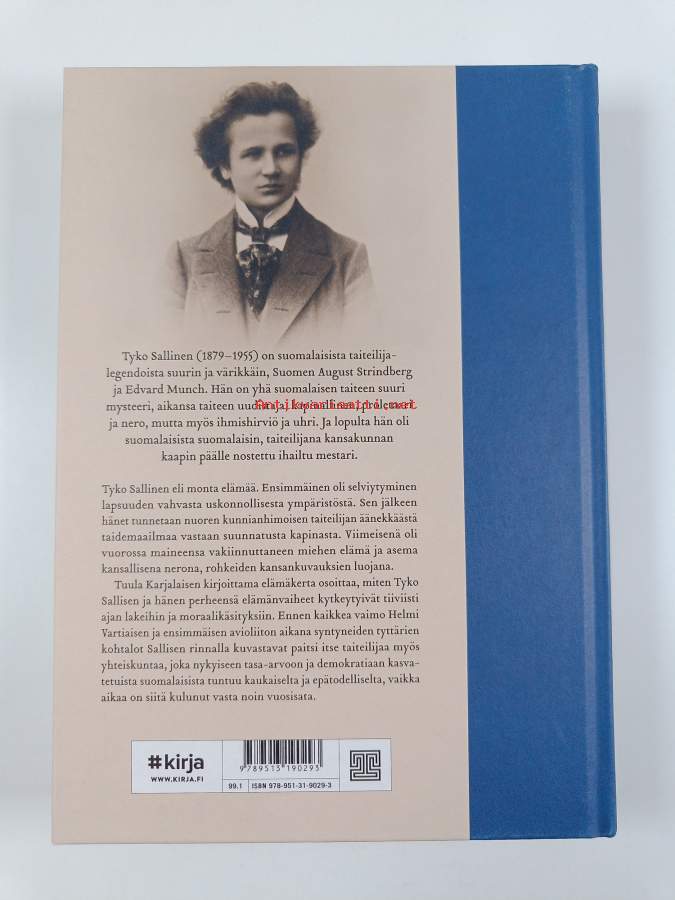 Tyko Sallinen (1879–1955) on suomalaisista taiteilija-
legendoista suurin ja värikkäin, Suomen August Strindberg
ja Edvard Munch. Hän on yhä suomalaisen taiteen suuri
mysteeri, aikansa taiteen uudistaja, kapinallinen, proletaari
Antikvariaatti.net
ja nero, mutta myös ihmishirviö ja uhri. Ja lopulta hän oli
suomalaisista suomalaisin, taiteilijana kansakunnan
kaapin päälle nostettu ihailtu mestari.
Tyko Sallinen eli monta elämää. Ensimmäinen oli selviytyminen
lapsuuden vahvasta uskonnollisesta ympäristöstä. Sen jälkeen
hänet tunnetaan nuoren kunnianhimoisen taiteilijan äänekkäästä
taidemaailmaa vastaan suunnatusta kapinasta. Viimeisenä oli
vuorossa maineensa vakiinnuttaneen miehen elämä ja asema
kansallisena nerona, rohkeiden kansankuvauksien luojana.
Tuula Karjalaisen kirjoittama elämäkerta osoittaa, miten Tyko
Sallisen ja hänen perheensä elämänvaiheet kytkeytyivät tiiviisti
ajan lakeihin ja moraalikäsityksiin. Ennen kaikkea vaimo Helmi
Vartiaisen ja ensimmäisen avioliiton aikana syntyneiden tyttärien
kohtalot Sallisen rinnalla kuvastavat paitsi itse taiteilijaa myös
yhteiskuntaa, joka nykyiseen tasa-arvoon ja demokratiaan kasva-
tetuista suomalaisista tuntuu kaukaiselta ja epätodelliselta, vaikka
aikaa on siitä kulunut vasta noin vuosisata.
#kirja
WWW.KIRJA.FI
9789513190293
99.1 ISBN 978-951-31-9029-3